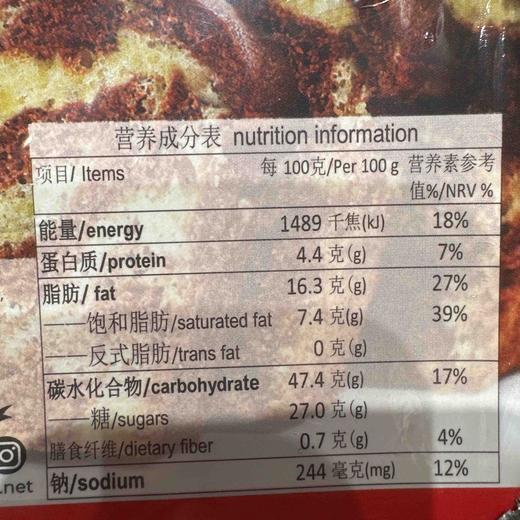 营养成分表 nutrition information
项目/ Items 每 100克/Per 100 g 营养素参考值%/NRV %
能量/energy 1489 千焦(kJ) 18%
蛋白质/protein 4.4 克(g) 7%
脂肪/ fat 16.3 克(g) 27%
——饱和脂肪/saturated fat 7.4 克(g) 39%
——反式脂肪/trans fat 0 克(g)
碳水化合物/carbohydrate 47.4 克(g) 17%
——糖/sugars 27.0 克(g)
膳食纤维/dietary fiber 0.7 克(g) 4%
.net
钠/sodium 244 毫克(mg) 12%